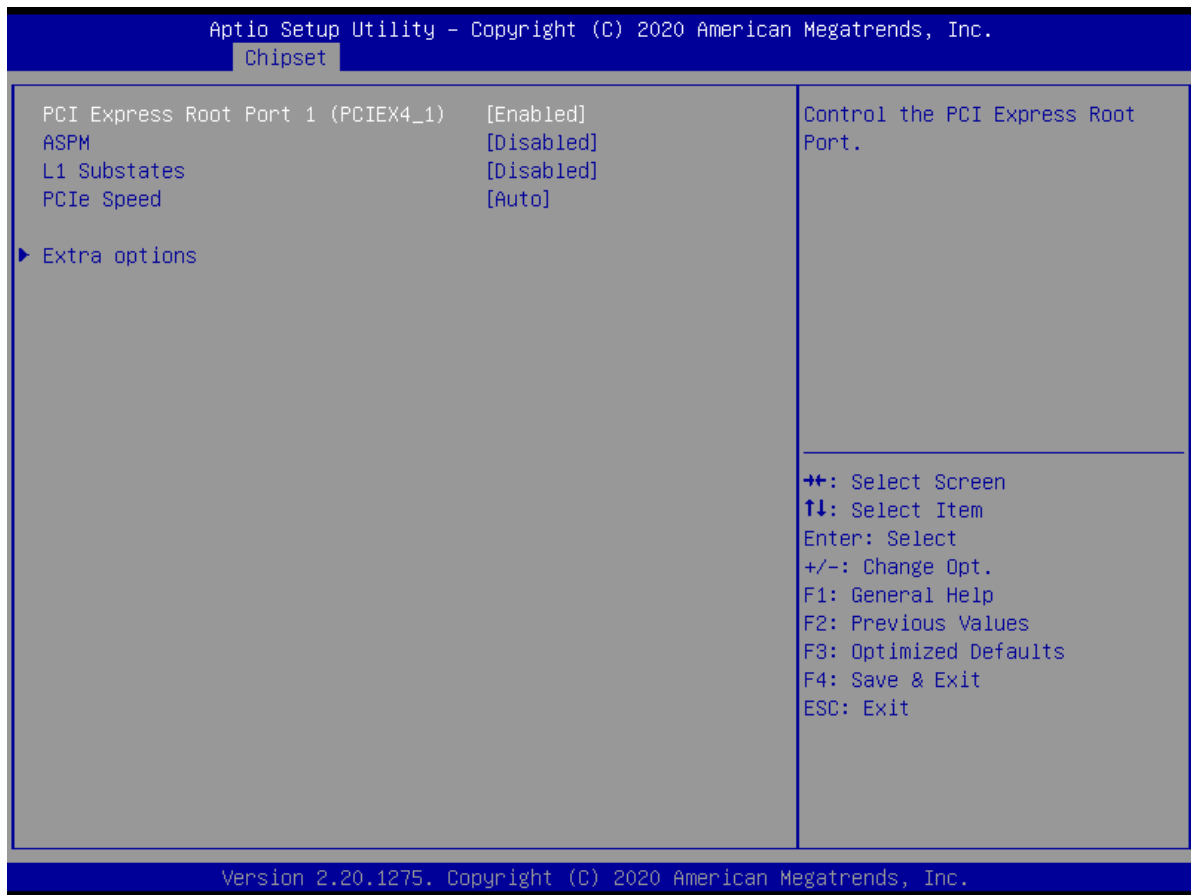 Aptio Setup Utility – Copyright (C) 2020 American Megatrends, Inc.
Chipset
PCI Express Root Port 1 (PCIEX4_1) [Enabled]
ASPM [Disabled]
L1 Substates [Disabled]
PCIe Speed [Auto]
▶ Extra options
Control the PCI Express Root
Port.
→←: Select Screen
↑↓: Select Item
Enter: Select
+/-: Change Opt.
F1: General Help
F2: Previous Values
F3: Optimized Defaults
F4: Save & Exit
ESC: Exit
Version 2.20.1275. Copyright (C) 2020 American Megatrends, Inc.